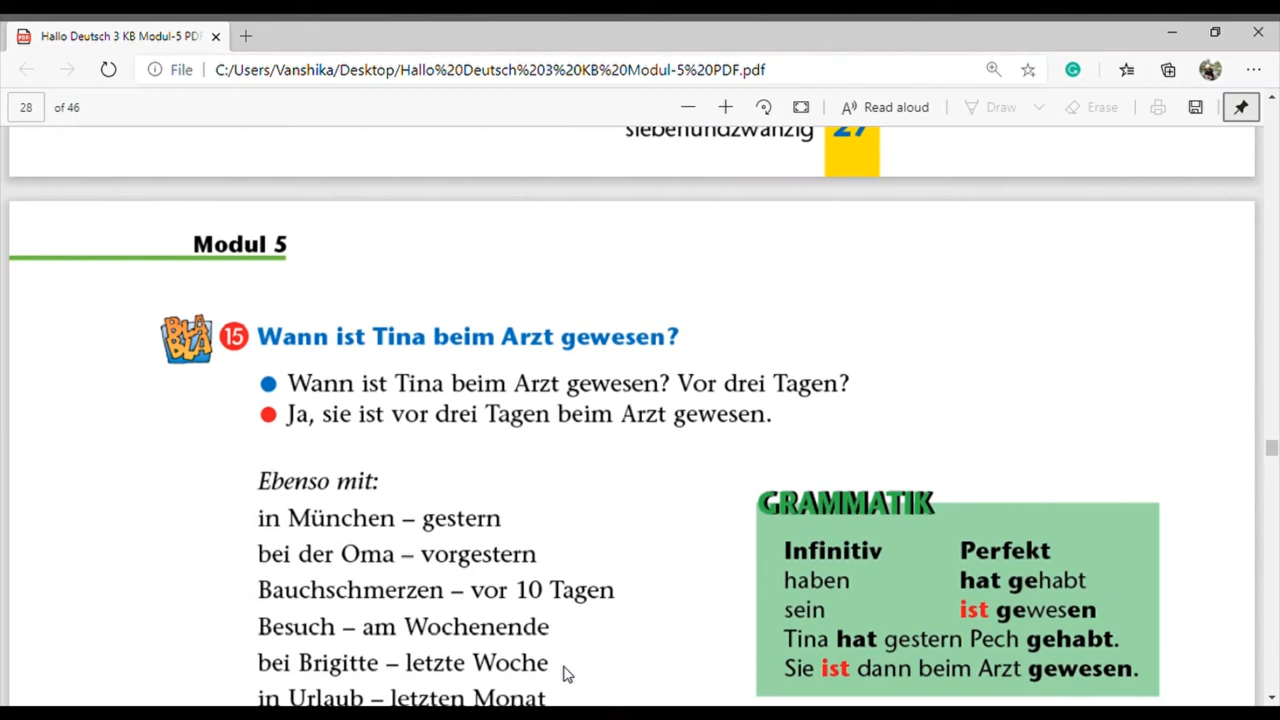 Hallo Deutsch 3 KB Modul-5 PDF
File C:/Users/Vanshika/Desktop/Hallo%20Deutsch%203%20KB%20Modul-5%20PDF.pdf
28 of 46 Read aloud Draw Erase
siebenundzwanzig 27
Modul 5
BLA BLA
15 Wann ist Tina beim Arzt gewesen?
Wann ist Tina beim Arzt gewesen? Vor drei Tagen?
Ja, sie ist vor drei Tagen beim Arzt gewesen.
Ebenso mit:
in München – gestern
bei der Oma – vorgestern
Bauchschmerzen – vor 10 Tagen
Besuch – am Wochenende
bei Brigitte – letzte Woche
in Urlaub – letzten Monat
GRAMMATIK
Infinitiv Perfekt
haben hat gehabt
sein ist gewesen
Tina hat gestern Pech gehabt.
Sie ist dann beim Arzt gewesen.